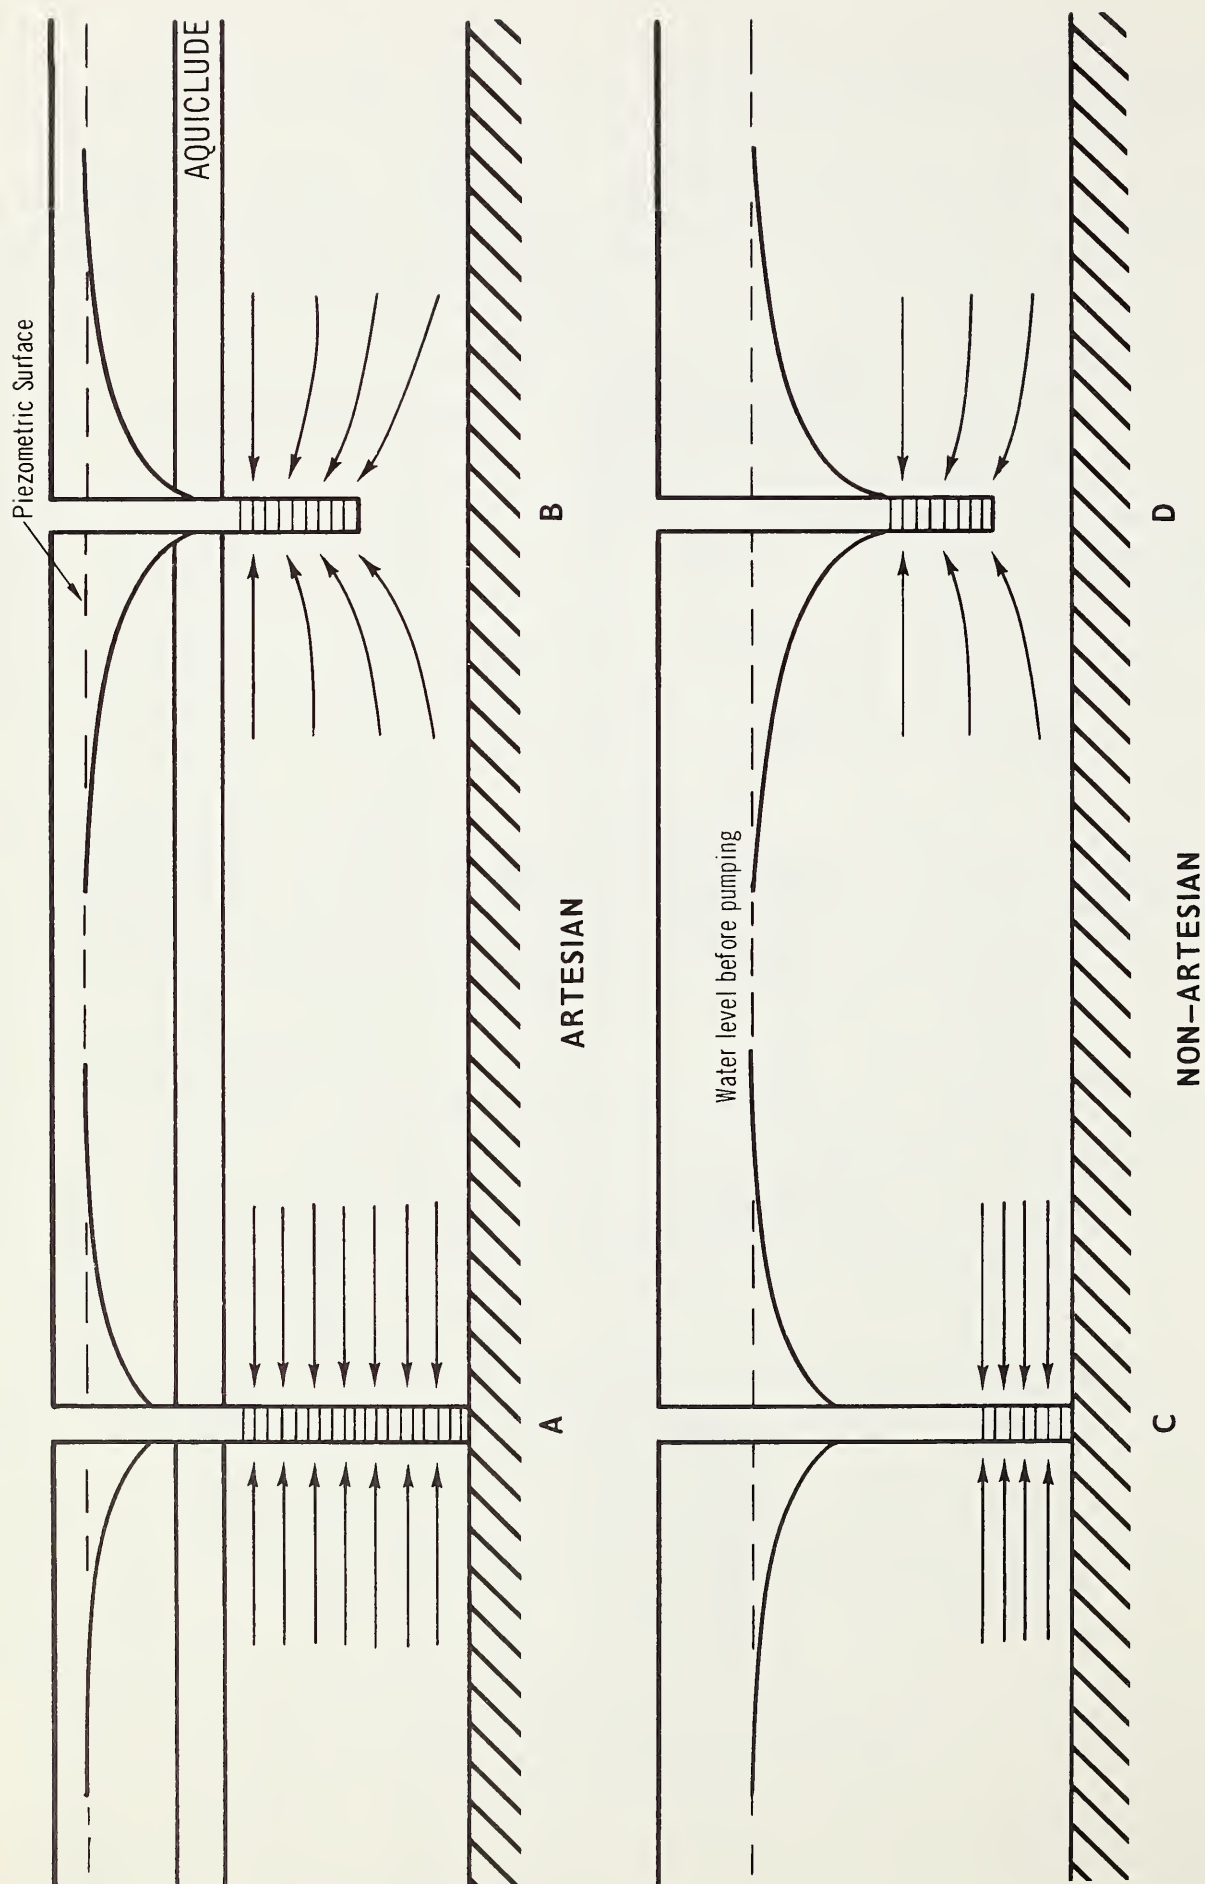 Piezometric Surface
AQUICLUDE
A
B
ARTESIAN
Water level before pumping
C
D
NON–ARTESIAN